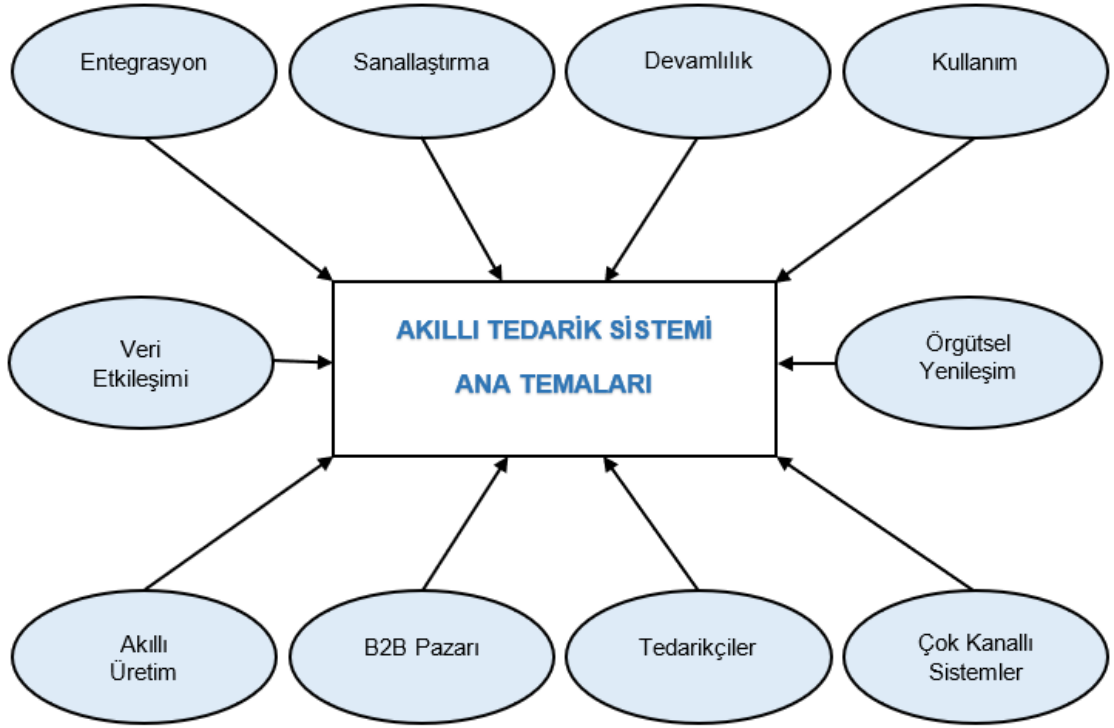 Entegrasyon
Sanallaştırma
Devamlılık
Kullanım
AKILLI TEDARİK SİSTEMİ
ANA TEMALARI
Veri
Etkileşimi
Örgütsel
Yenileşim
Akıllı
Üretim
B2B Pazarı
Tedarikçiler
Çok Kanallı
Sistemler